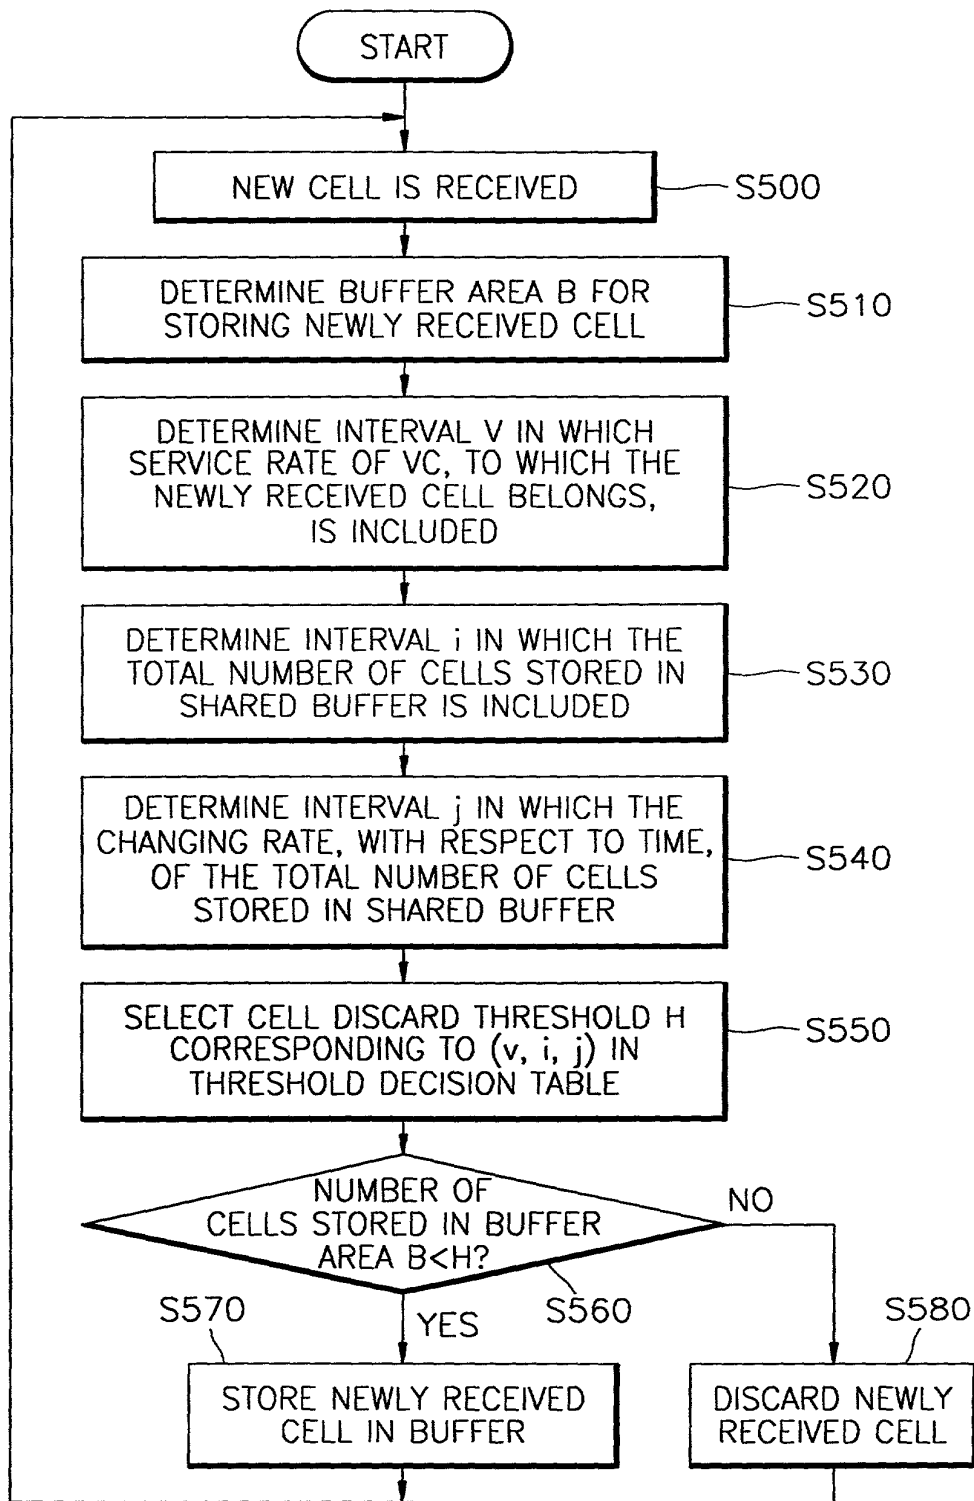 START
NEW CELL IS RECEIVED
S500
DETERMINE BUFFER AREA B FOR
STORING NEWLY RECEIVED CELL
S510
DETERMINE INTERVAL V IN WHICH
SERVICE RATE OF VC, TO WHICH THE
NEWLY RECEIVED CELL BELONGS,
IS INCLUDED
S520
DETERMINE INTERVAL i IN WHICH THE
TOTAL NUMBER OF CELLS STORED IN
SHARED BUFFER IS INCLUDED
S530
DETERMINE INTERVAL j IN WHICH THE
CHANGING RATE, WITH RESPECT TO TIME,
OF THE TOTAL NUMBER OF CELLS
STORED IN SHARED BUFFER
S540
SELECT CELL DISCARD THRESHOLD H
CORRESPONDING TO (v, i, j) IN
THRESHOLD DECISION TABLE
S550
NUMBER OF
CELLS STORED IN BUFFER
AREA B<H?
NO
S560
YES
S570
STORE NEWLY RECEIVED
CELL IN BUFFER
S580
DISCARD NEWLY
RECEIVED CELL